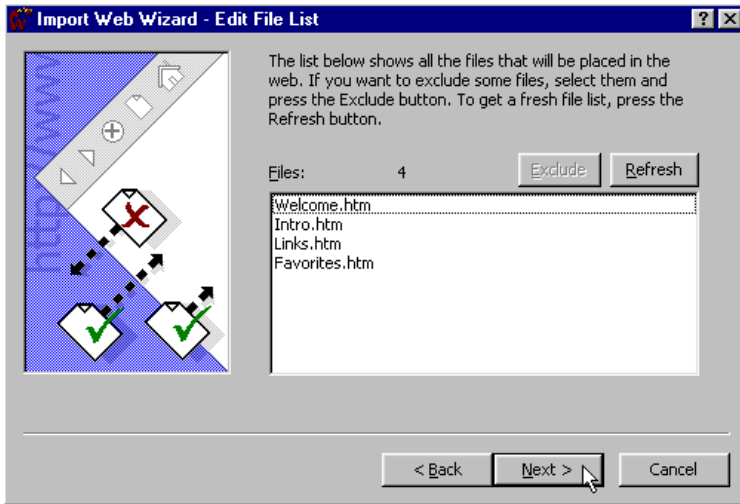 Import Web Wizard - Edit File List
http://www
The list below shows all the files that will be placed in the
web. If you want to exclude some files, select them and
press the Exclude button. To get a fresh file list, press the
Refresh button.
Files: 4 Exclude Refresh
Welcome.htm
Intro.htm
Links.htm
Favorites.htm
< Back Next > Cancel